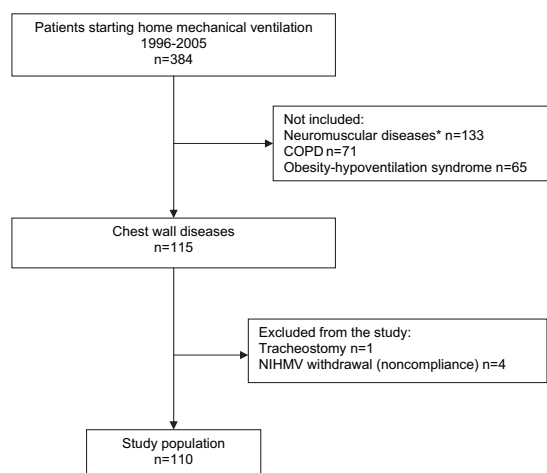 Patients starting home mechanical ventilation
1996-2005
n=384
Not included:
Neuromuscular diseases* n=133
COPD n=71
Obesity-hypoventilation syndrome n=65
Chest wall diseases
n=115
Excluded from the study:
Tracheostomy n=1
NIHMV withdrawal (noncompliance) n=4
Study population
n=110